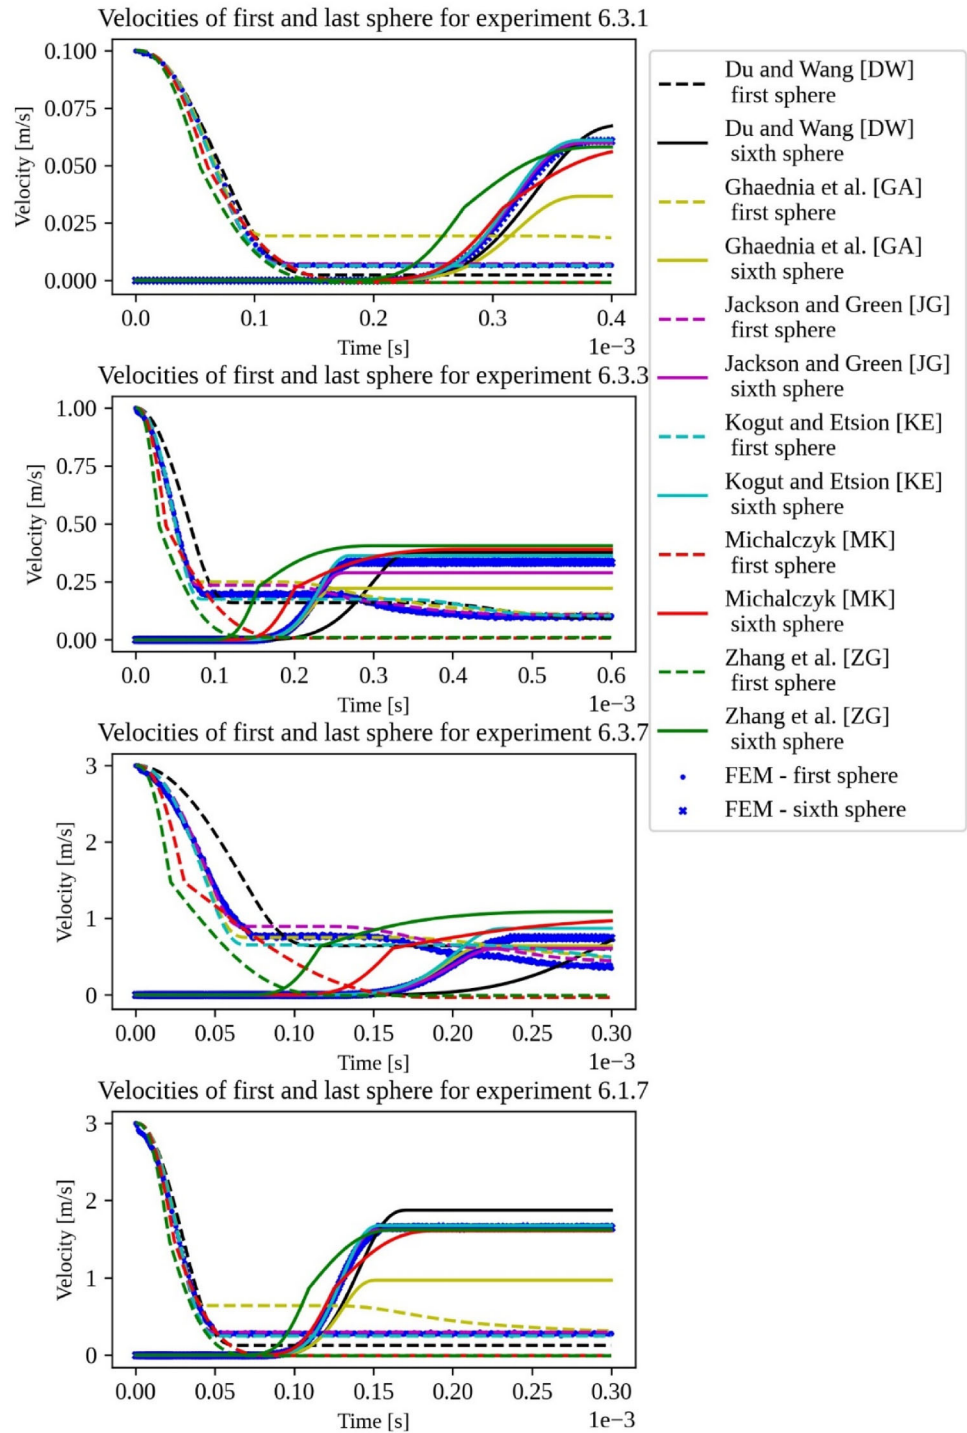 Velocities of first and last sphere for experiment 6.3.1
0.100
0.075
0.050
0.025
0.000
Velocity [m/s]
0.0 0.1 0.2 0.3 0.4
Time [s]
1e−3
Velocities of first and last sphere for experiment 6.3.3
1.00
0.75
0.50
0.25
0.00
Velocity [m/s]
0.0 0.1 0.2 0.3 0.4 0.5 0.6
Time [s]
1e−3
Velocities of first and last sphere for experiment 6.3.7
3
2
1
0
Velocity [m/s]
0.00 0.05 0.10 0.15 0.20 0.25 0.30
Time [s]
1e−3
Velocities of first and last sphere for experiment 6.1.7
3
2
1
0
Velocity [m/s]
0.00 0.05 0.10 0.15 0.20 0.25 0.30
Time [s]
1e−3
Du and Wang [DW]
first sphere
Du and Wang [DW]
sixth sphere
Ghaednia et al. [GA]
first sphere
Ghaednia et al. [GA]
sixth sphere
Jackson and Green [JG]
first sphere
Jackson and Green [JG]
sixth sphere
Kogut and Etsion [KE]
first sphere
Kogut and Etsion [KE]
sixth sphere
Michalczyk [MK]
first sphere
Michalczyk [MK]
sixth sphere
Zhang et al. [ZG]
first sphere
Zhang et al. [ZG]
sixth sphere
FEM - first sphere
FEM - sixth sphere